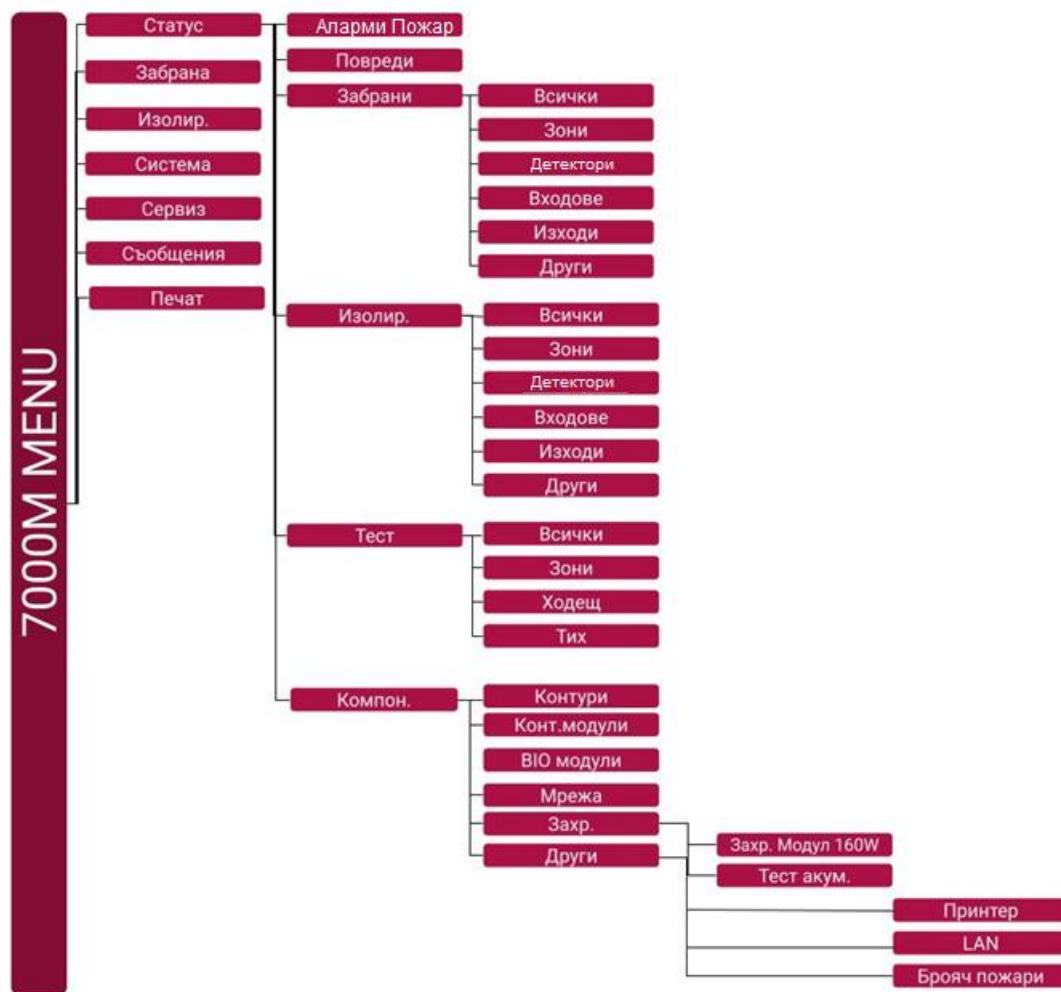 7000M MENU
Статус
Забрана
Изолир.
Система
Сервиз
Съобщения
Печат
Аларми Пожар
Повреди
Забрани
Всички
Зони
Детектори
Входове
Изходи
Други
Изолир.
Всички
Зони
Детектори
Входове
Изходи
Други
Тест
Всички
Зони
Ходещ
Тих
Компон.
Контури
Конт.модули
BIO модули
Мрежа
Захр.
Други
Захр. Модул 160W
Тест акум.
Принтер
LAN
Брояч пожари